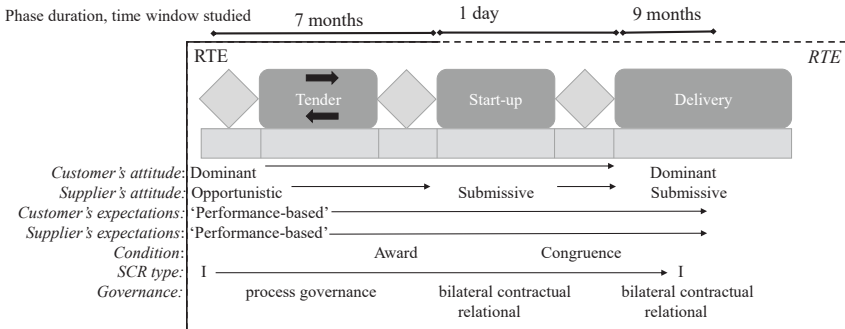 Phase duration, time window studied 7 months 1 day 9 months
RTE RTE
Tender Start-up Delivery
Customer’s attitude: Dominant Dominant
Supplier’s attitude: Opportunistic Submissive Submissive
Customer’s expectations: ‘Performance-based’
Supplier’s expectations: ‘Performance-based’
Condition: Award Congruence
SCR type: I I
Governance: process governance bilateral contractual bilateral contractual
relational relational